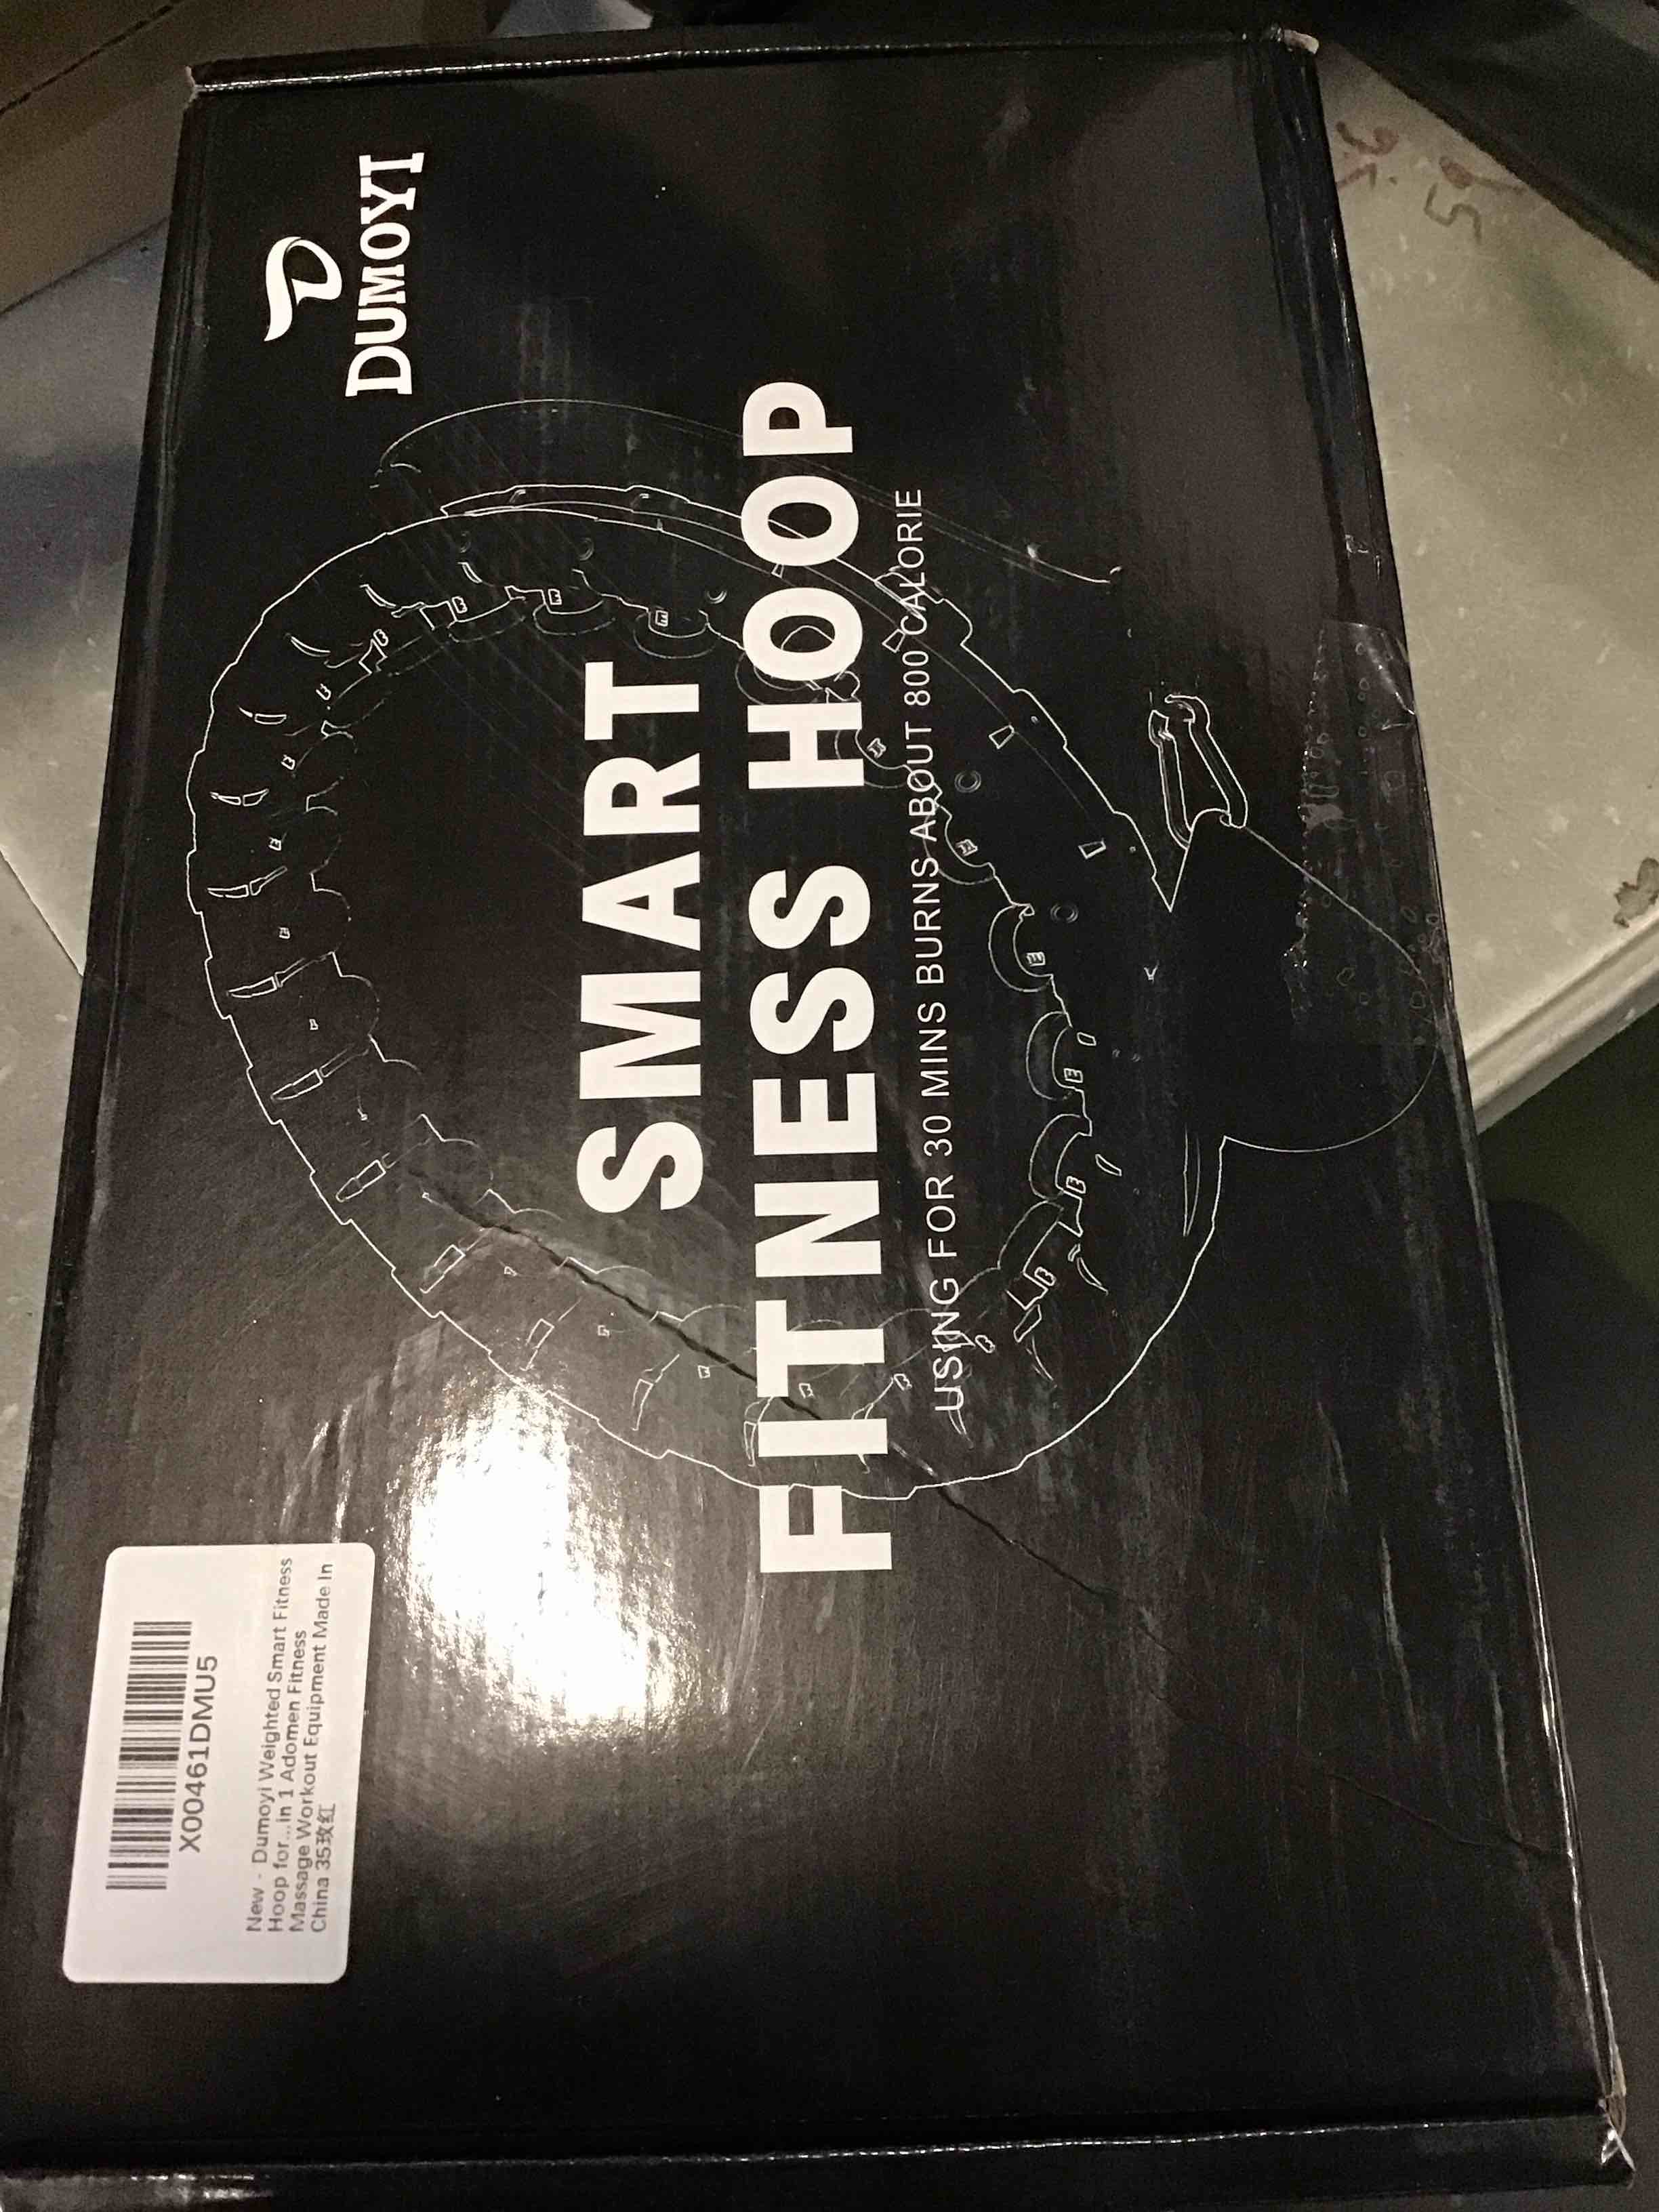 DUMOYI
SMART
FITNESS HOOP
USING FOR 30 MINS BURNS ABOUT 800 CALORIE
X00461DMU5
New - Dumoyi Weighted Smart Fitness
Hoop for...in 1 Adomen Fitness
Massage Workout Equipment Made In
China 35玫红